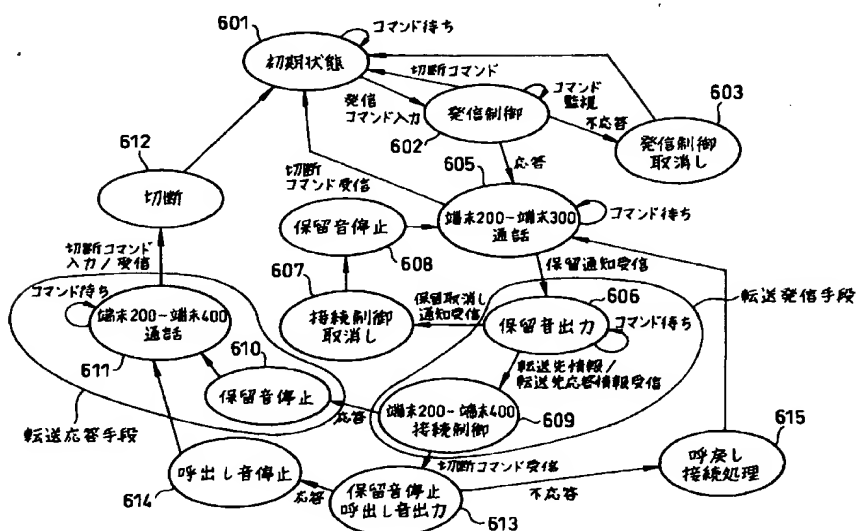 601
コマンド待ち
初期状態
切断コマンド
発信
コマンド入力
コマンド
監視
発信制御
602
不応答
603
発信制御
取消し
612
切断
切断
コマンド受信
605
応答
端末200-端末300
通話
コマンド待ち
保留音停止
608
切断コマンド
入力/受信
607
保留通知受信
コマンド待ち
端末200-端末400
通話
611
接続制御
取消し
保留取消し
通知受信
606
保留音出力
コマンド待ち
転送発信手段
610
保留音停止
転送先情報/
転送先応答情報受信
応答
端末200-端末400
接続制御
609
転送応答手段
切断コマンド受信
615
呼戻し
接続処理
呼出し音停止
614
応答
保留音停止
呼出し音出力
613
不応答